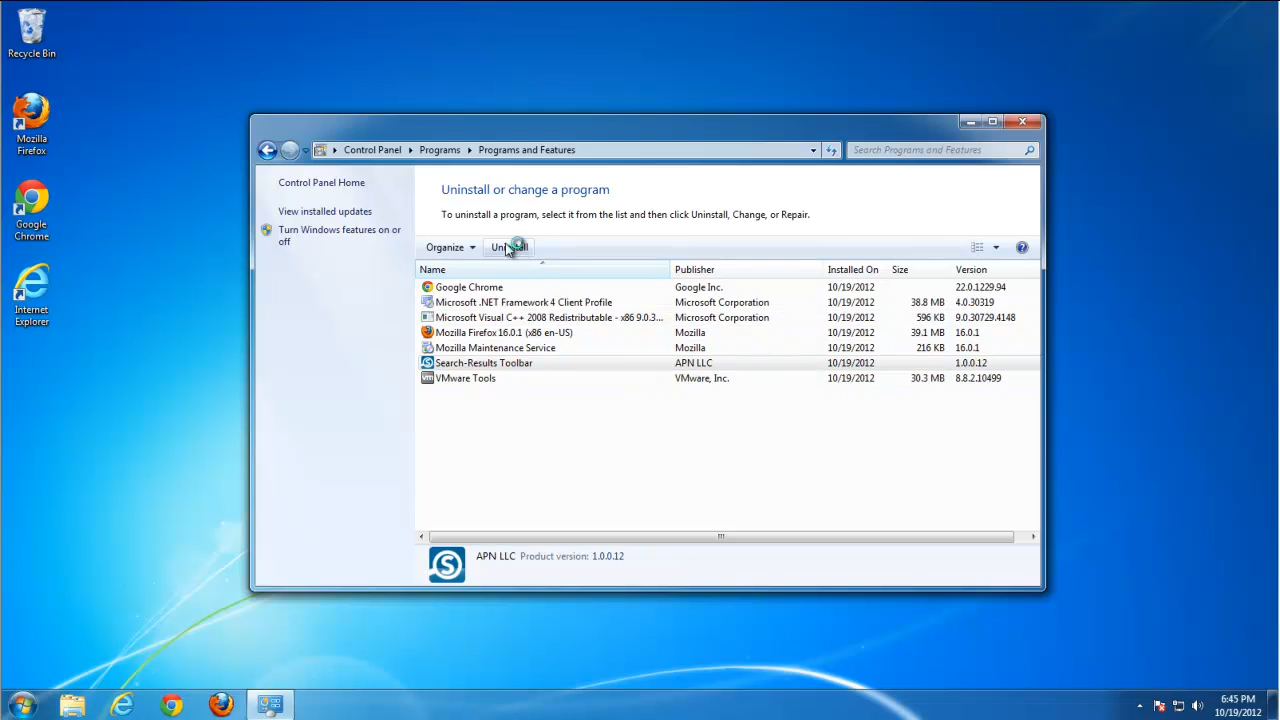 Recycle Bin
Mozilla
Firefox
Google
Chrome
Internet
Explorer
Control Panel
Programs
Programs and Features
Search Programs and Features
Control Panel Home
View installed updates
Turn Windows features on or
off
Uninstall or change a program
To uninstall a program, select it from the list and then click Uninstall, Change, or Repair.
Organize
Uninstall
Name Publisher Installed On Size Version
Google Chrome Google Inc. 10/19/2012 22.0.1229.94
Microsoft .NET Framework 4 Client Profile Microsoft Corporation 10/19/2012 38.8 MB 4.0.30319
Microsoft Visual C++ 2008 Redistributable - x86 9.0.3... Microsoft Corporation 10/19/2012 596 KB 9.0.30729.4148
Mozilla Firefox 16.0.1 (x86 en-US) Mozilla 10/19/2012 39.1 MB 16.0.1
Mozilla Maintenance Service Mozilla 10/19/2012 216 KB 16.0.1
Search-Results Toolbar APN LLC 10/19/2012 1.0.0.12
VMware Tools VMware, Inc. 10/19/2012 30.3 MB 8.8.2.10499
APN LLC Product version: 1.0.0.12
6:45 PM
10/19/2012